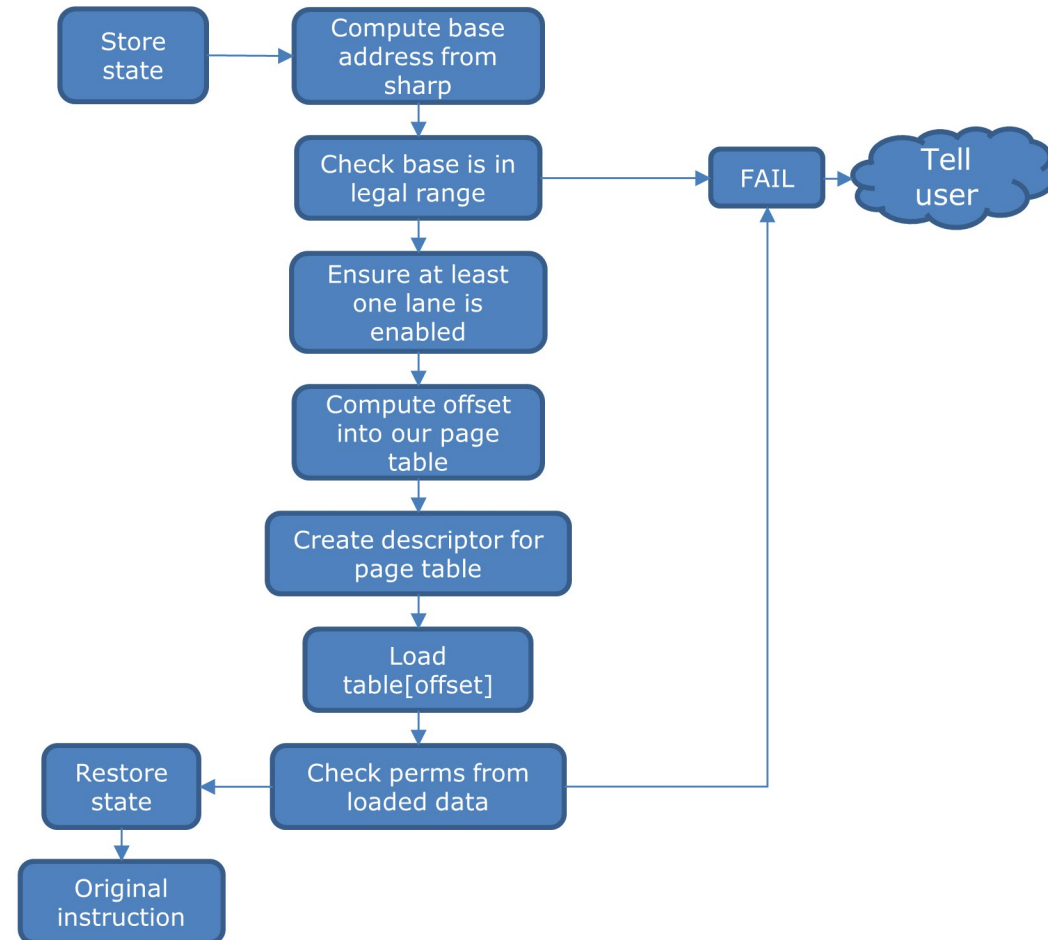 Store
state
Compute base
address from
sharp
Check base is in
legal range
FAIL
Tell
user
Ensure at least
one lane is
enabled
Compute offset
into our page
table
Create descriptor for
page table
Load
table[offset]
Check perms from
loaded data
Restore
state
Original
instruction